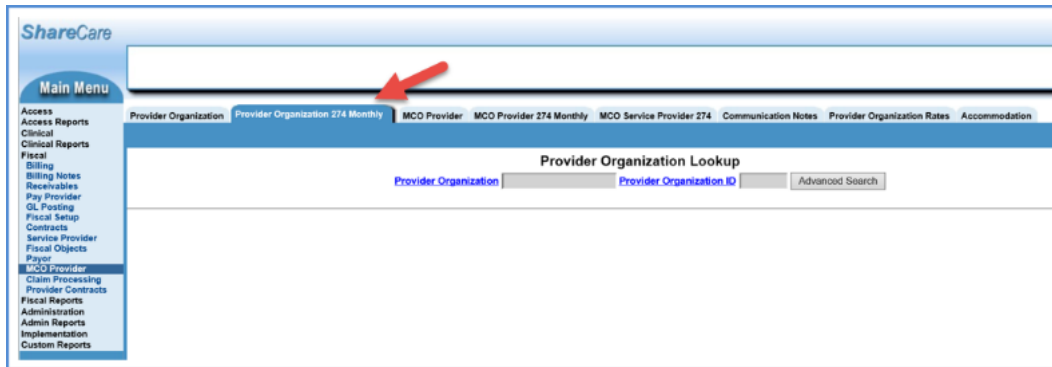 ShareCare
Main Menu
Access
Access Reports
Clinical
Clinical Reports
Fiscal
Billing
Billing Notes
Receivables
Pay Provider
GL Posting
Fiscal Setup
Contracts
Service Provider
Fiscal Objects
Payor
MCO Provider
Claim Processing
Provider Contracts
Fiscal Reports
Administration
Admin Reports
Implementation
Custom Reports
Provider Organization Provider Organization 274 Monthly MCO Provider MCO Provider 274 Monthly MCO Service Provider 274 Communication Notes Provider Organization Rates Accommodation
Provider Organization Lookup
Provider Organization Provider Organization ID Advanced Search